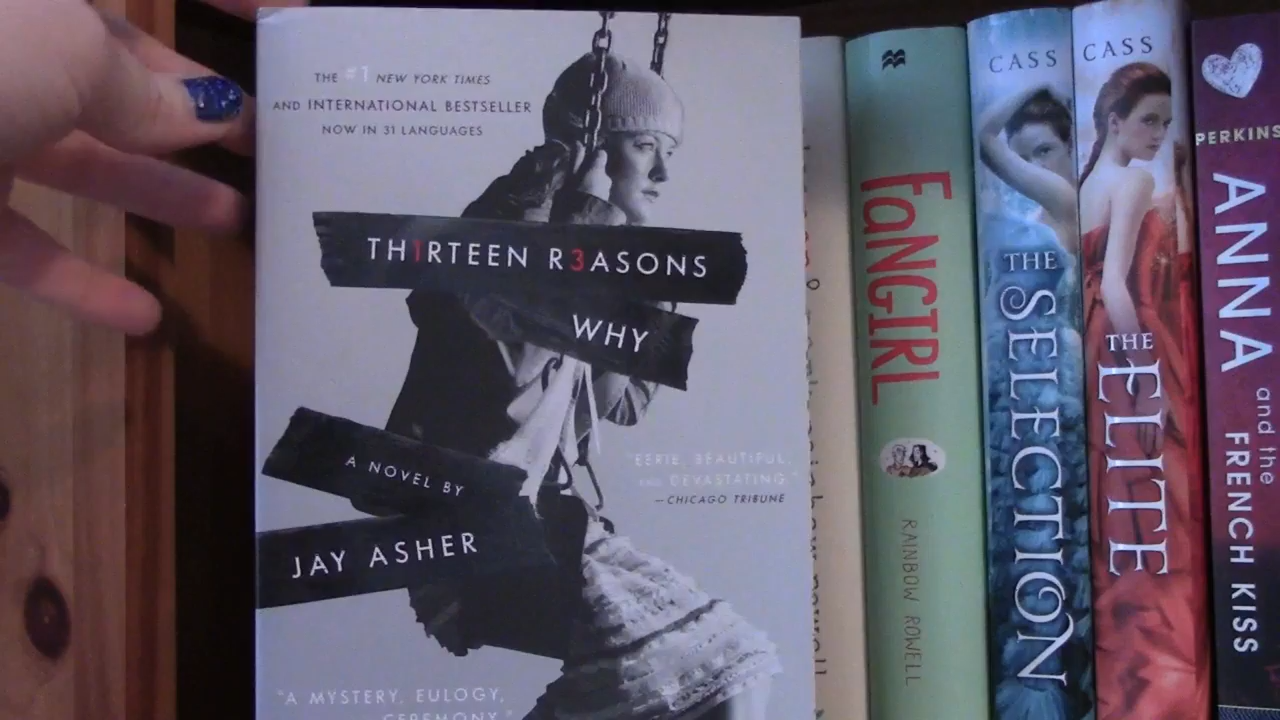 THE #1 NEW YORK TIMES
AND INTERNATIONAL BESTSELLER
NOW IN 31 LANGUAGES
TH1RTEEN R3ASONS
WHY
A NOVEL BY
JAY ASHER
"EERIE, BEAUTIFUL,
AND DEVASTATING."
—CHICAGO TRIBUNE
"A MYSTERY, EULOGY,
CEREMONY."
FANGIRL
RAINBOW ROWELL
CASS
THE
SELECTION
CASS
THE
ELITE
PERKINS
ANNA
and the
FRENCH KISS